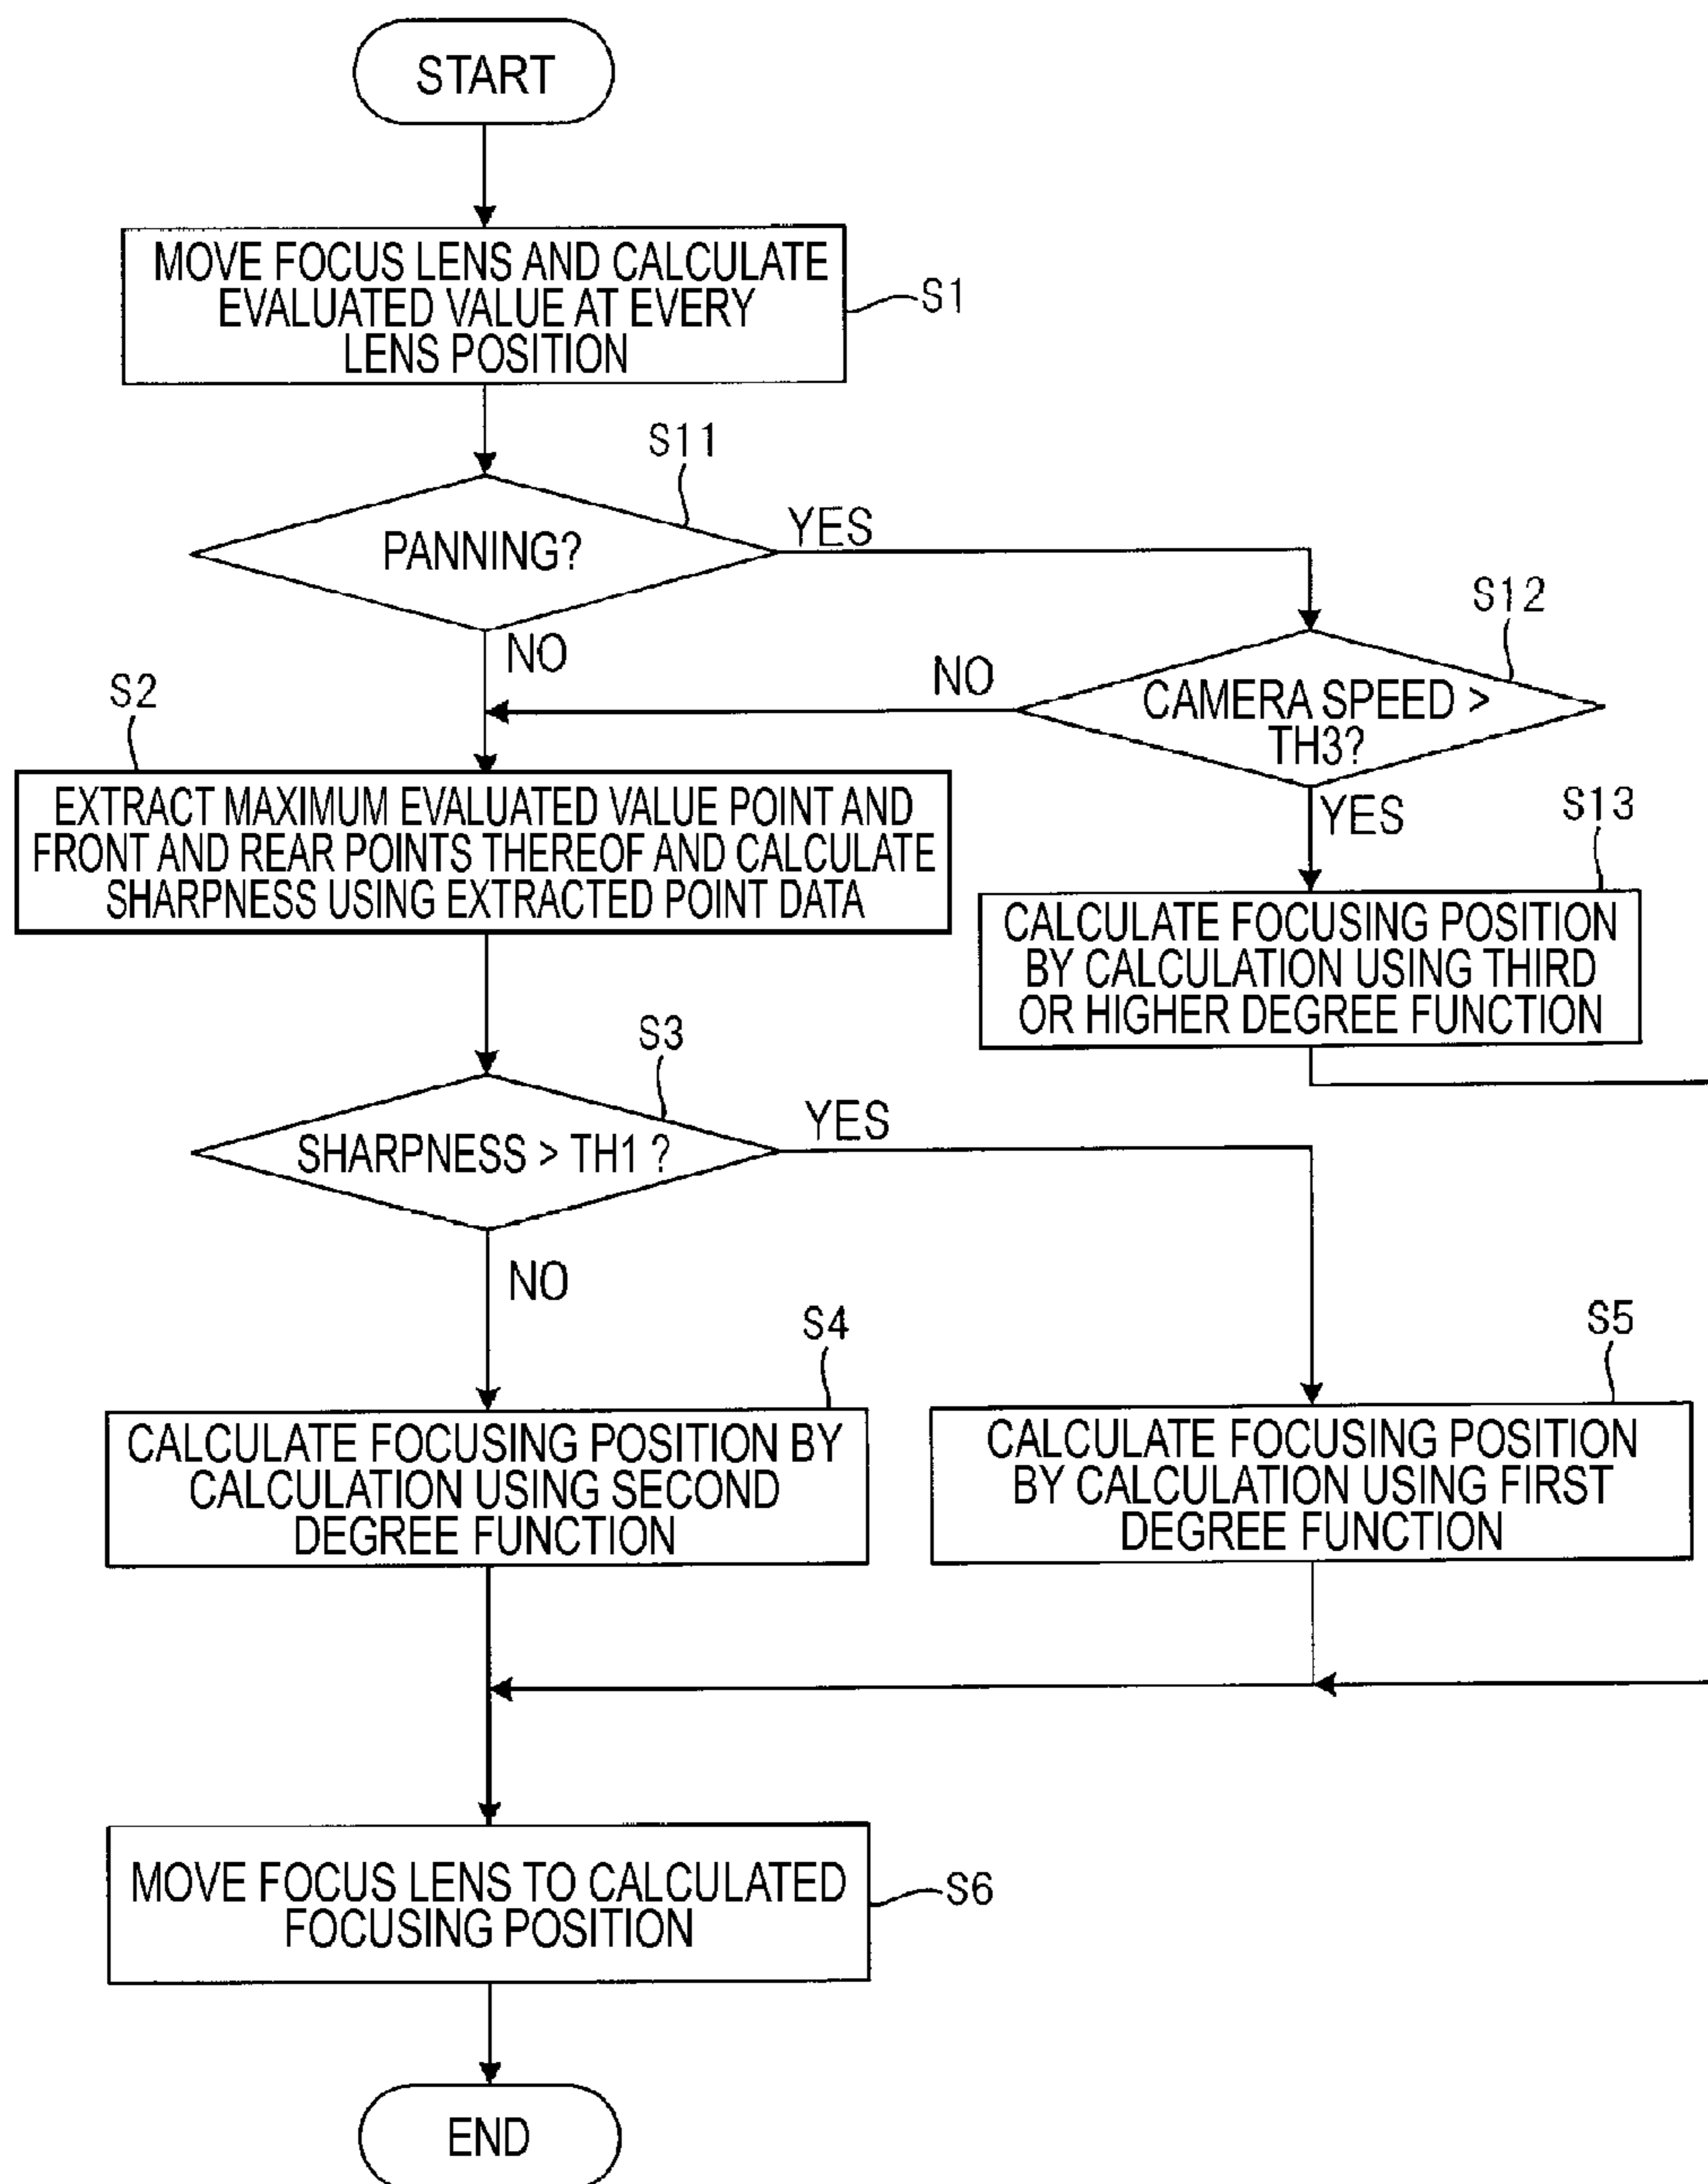 START
MOVE FOCUS LENS AND CALCULATE
EVALUATED VALUE AT EVERY
LENS POSITION
S1
S11
PANNING?
YES
NO
S12
CAMERA SPEED >
TH3?
NO
YES
S2
EXTRACT MAXIMUM EVALUATED VALUE POINT AND
FRONT AND REAR POINTS THEREOF AND CALCULATE
SHARPNESS USING EXTRACTED POINT DATA
S13
CALCULATE FOCUSING POSITION
BY CALCULATION USING THIRD
OR HIGHER DEGREE FUNCTION
S3
SHARPNESS > TH1 ?
YES
NO
S4
CALCULATE FOCUSING POSITION BY
CALCULATION USING SECOND
DEGREE FUNCTION
S5
CALCULATE FOCUSING POSITION
BY CALCULATION USING FIRST
DEGREE FUNCTION
MOVE FOCUS LENS TO CALCULATED
FOCUSING POSITION
S6
END